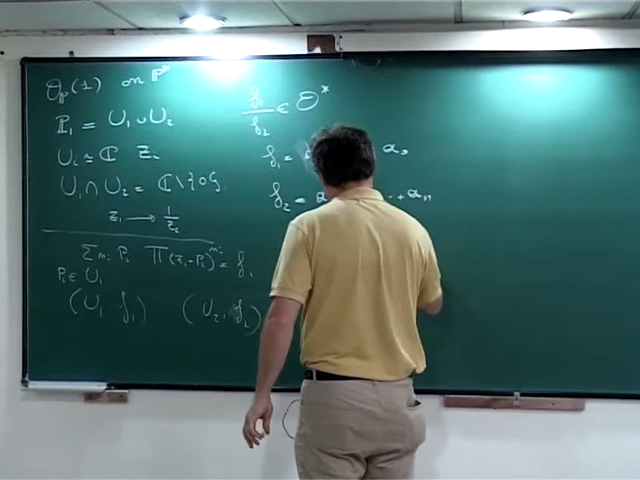 O_P(1) on P^n
P_1 = U_1 ∪ U_2
U_i ≃ ℂ z_i
U_1 ∩ U_2 = ℂ \ {0}
z_1 → 1/z_2
Σ m_i P_i ∏ (z_1 - P_i)^{m_i} = f_1
P_i ∈ U_1
(U_1, f_1) (U_2, f_2)
f_1/f_2 ∈ O^*
f_1 =
f_2 = a